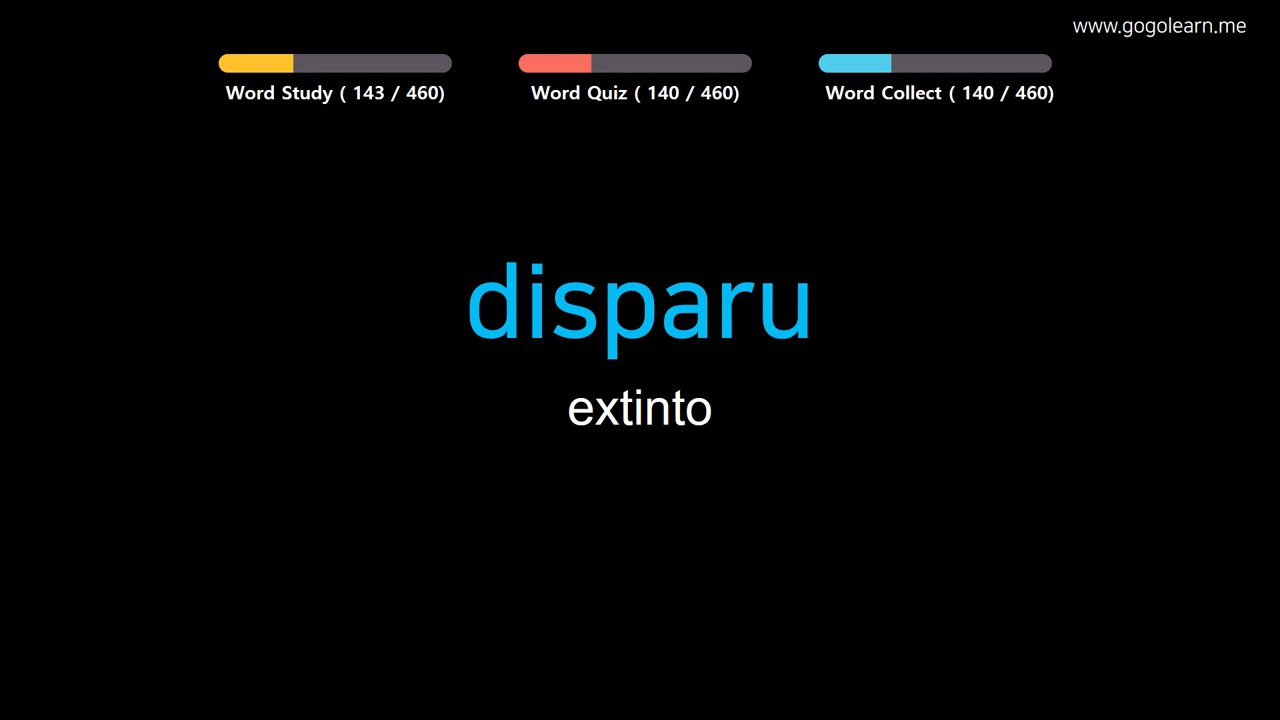 www.gogolearn.me
Word Study ( 143 / 460)
Word Quiz ( 140 / 460)
Word Collect ( 140 / 460)
disparu
extinto